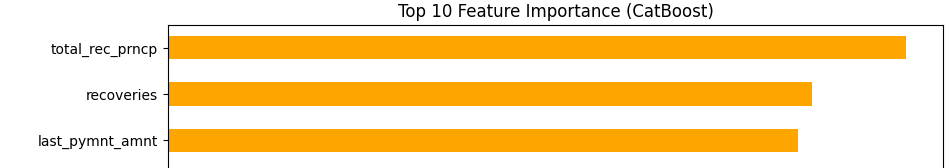 Top 10 Feature Importance (CatBoost)
total_rec_prncp
recoveries
last_pymnt_amnt